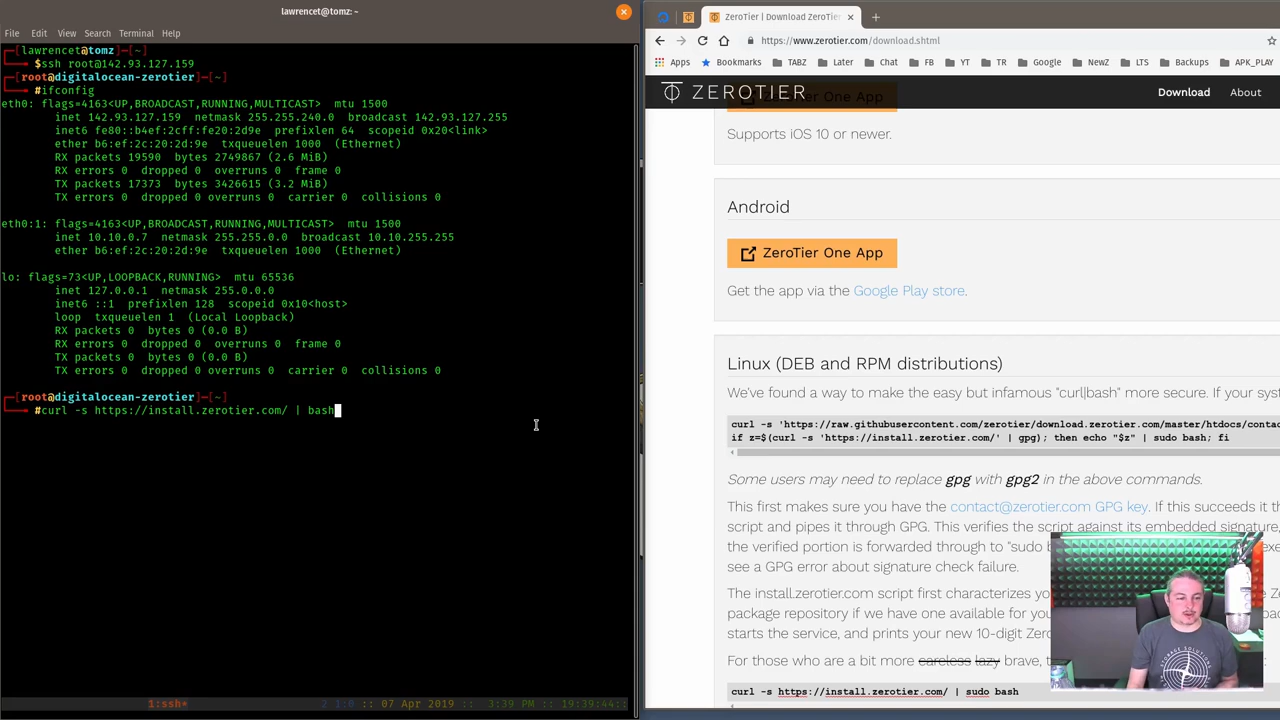 lawrencet@tomz: ~
File Edit View Search Terminal Help
[lawrencet@tomz]—[~]
$ssh root@142.93.127.159
[root@digitalocean-zerotier]—[~]
#ifconfig
eth0: flags=4163<UP,BROADCAST,RUNNING,MULTICAST> mtu 1500
inet 142.93.127.159 netmask 255.255.240.0 broadcast 142.93.127.255
inet6 fe80::b4ef:2cff:fe20:2d9e prefixlen 64 scopeid 0x20<link>
ether b6:ef:2c:20:2d:9e txqueuelen 1000 (Ethernet)
RX packets 19590 bytes 2749867 (2.6 MiB)
RX errors 0 dropped 0 overruns 0 frame 0
TX packets 17373 bytes 3426615 (3.2 MiB)
TX errors 0 dropped 0 overruns 0 carrier 0 collisions 0
eth0:1: flags=4163<UP,BROADCAST,RUNNING,MULTICAST> mtu 1500
inet 10.10.0.7 netmask 255.255.0.0 broadcast 10.10.255.255
ether b6:ef:2c:20:2d:9e txqueuelen 1000 (Ethernet)
lo: flags=73<UP,LOOPBACK,RUNNING> mtu 65536
inet 127.0.0.1 netmask 255.0.0.0
inet6 ::1 prefixlen 128 scopeid 0x10<host>
loop txqueuelen 1 (Local Loopback)
RX packets 0 bytes 0 (0.0 B)
RX errors 0 dropped 0 overruns 0 frame 0
TX packets 0 bytes 0 (0.0 B)
TX errors 0 dropped 0 overruns 0 carrier 0 collisions 0
[root@digitalocean-zerotier]—[~]
#curl -s https://install.zerotier.com/ | bash
1:ssh* 2 1:0 :: 07 Apr 2019 :: 3:39 PM :: 19:39:44::
ZeroTier | Download ZeroTier
https://www.zerotier.com/download.shtml
Apps Bookmarks TABZ Later Chat FB YT TR Google NewZ LTS Backups APK_PLAY
ZEROTIER Download About
ZeroTier One App
Supports iOS 10 or newer.
Android
ZeroTier One App
Get the app via the Google Play store.
Linux (DEB and RPM distributions)
We've found a way to make the easy but infamous "curl|bash" more secure. If your sys
curl -s 'https://raw.githubusercontent.com/zerotier/download.zerotier.com/master/htdocs/contac
if z=$(curl -s 'https://install.zerotier.com/' | gpg); then echo "$z" | sudo bash; fi
Some users may need to replace gpg with gpg2 in the above commands.
This first makes sure you have the contact@zerotier.com GPG key. If this succeeds it th
script and pipes it through GPG. This verifies the script against its embedded signature,
the verified portion is forwarded through to "sudo b
see a GPG error about signature check failure.
The install.zerotier.com script first characterizes yo
package repository if we have one available for you
starts the service, and prints your new 10-digit Zero
For those who are a bit more careless lazy brave, t
curl -s https://install.zerotier.com/ | sudo bash